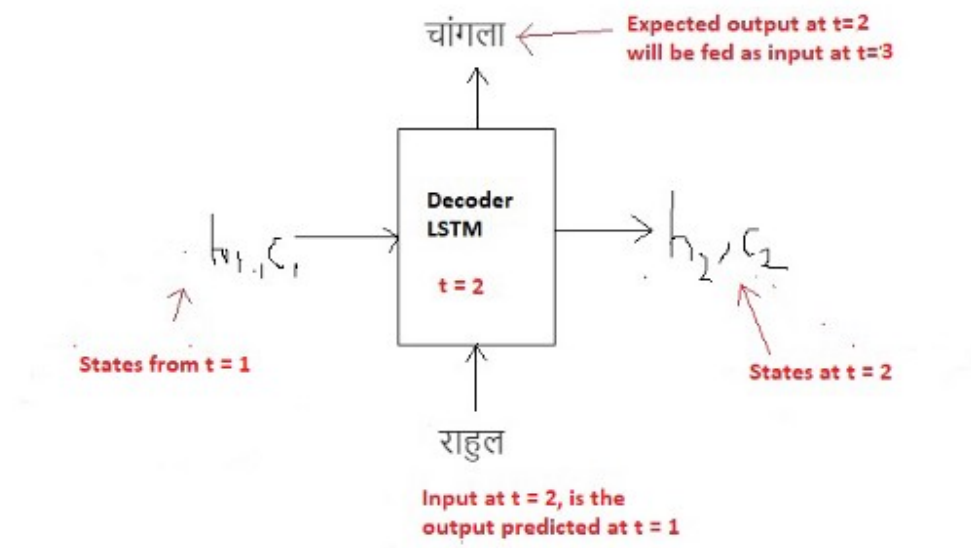 चांगला
Expected output at t=2
will be fed as input at t=3
Decoder
LSTM
t = 2
h₁, c₁
h₂, c₂
States from t = 1
States at t = 2
राहुल
Input at t = 2, is the
output predicted at t = 1